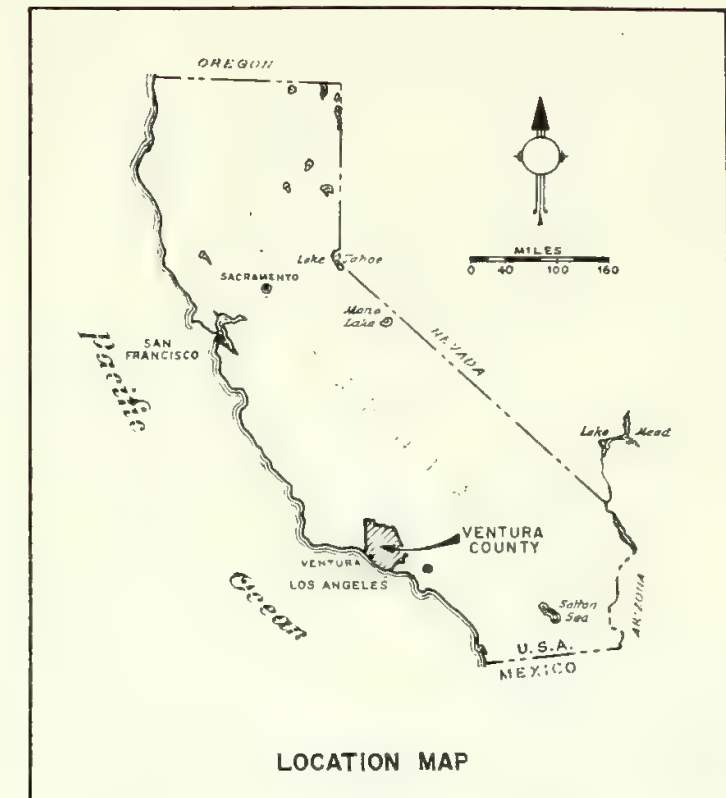 OREGON
MILES
0 40 100 160
Lake Tahoe
SACRAMENTO
Mono
Lake
NEVADA
SAN
FRANCISCO
Pacific
Lake Mead
VENTURA
COUNTY
VENTURA
LOS ANGELES
Ocean
Salton
Sea
ARIZONA
U.S.A.
MEXICO
LOCATION MAP